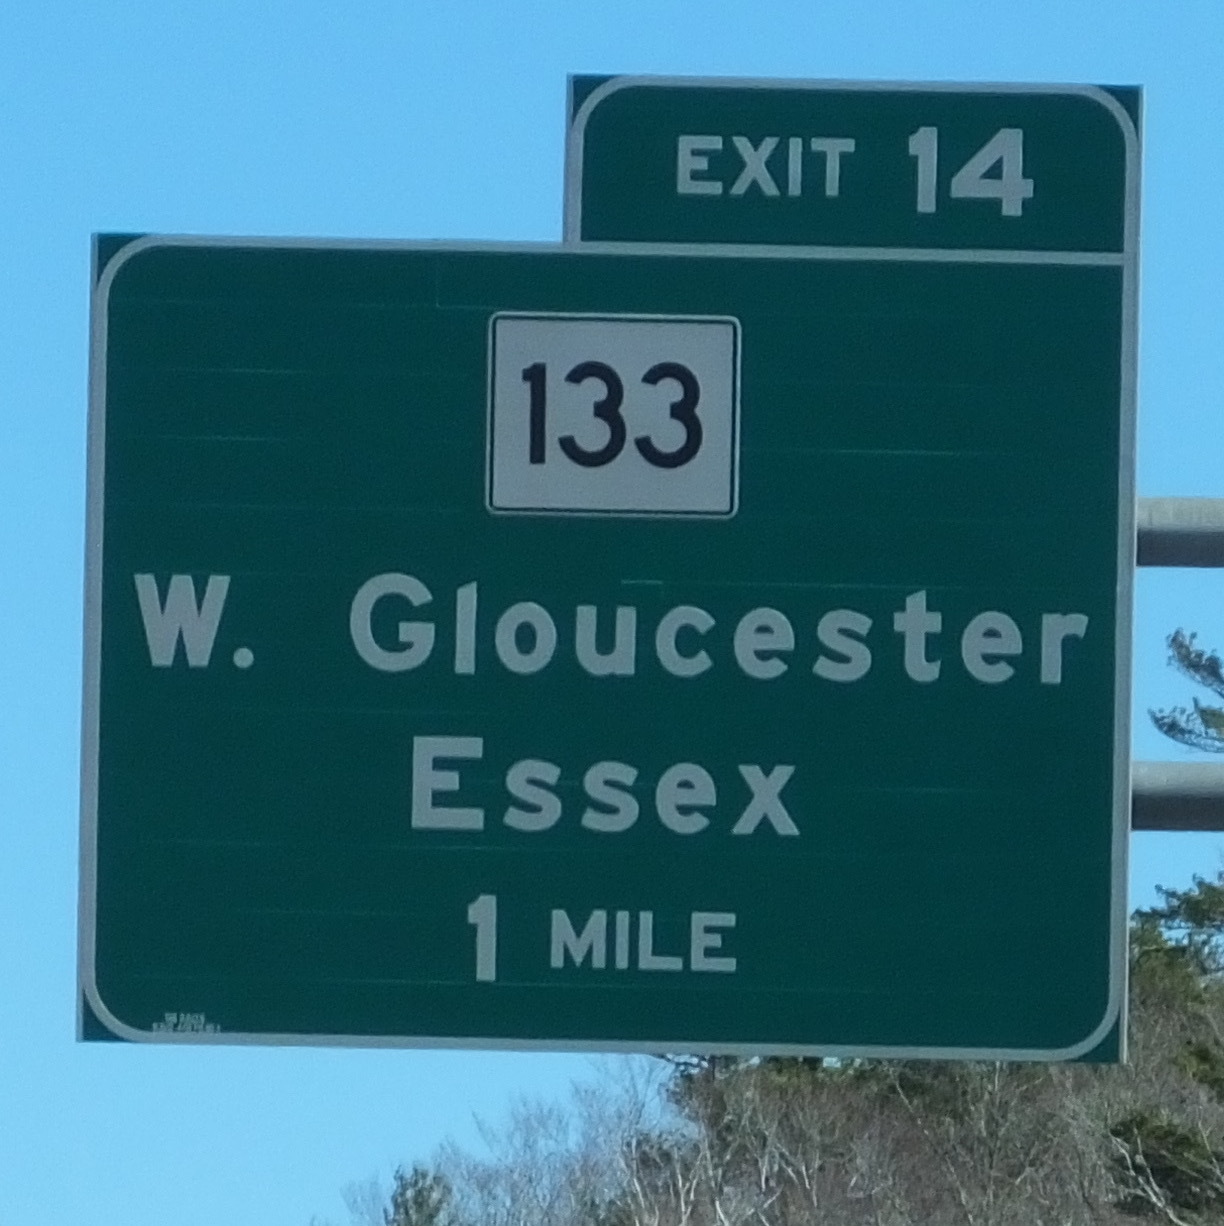 EXIT 14
133
W. Gloucester
Essex
1 MILE